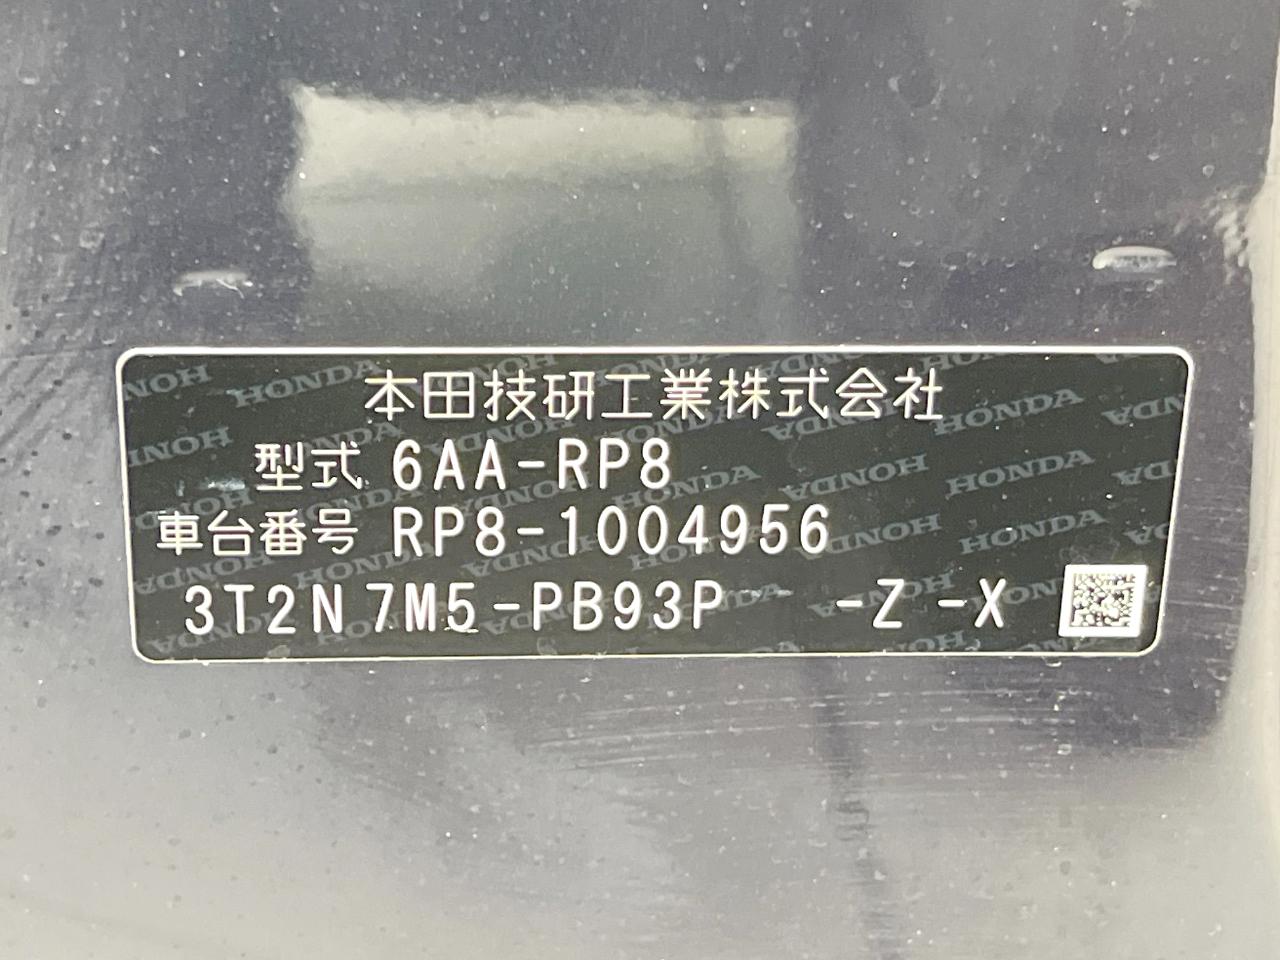 本田技研工業株式会社
型式 6AA-RP8
車台番号 RP8-1004956
3T2N 7M5-PB93P -Z -X